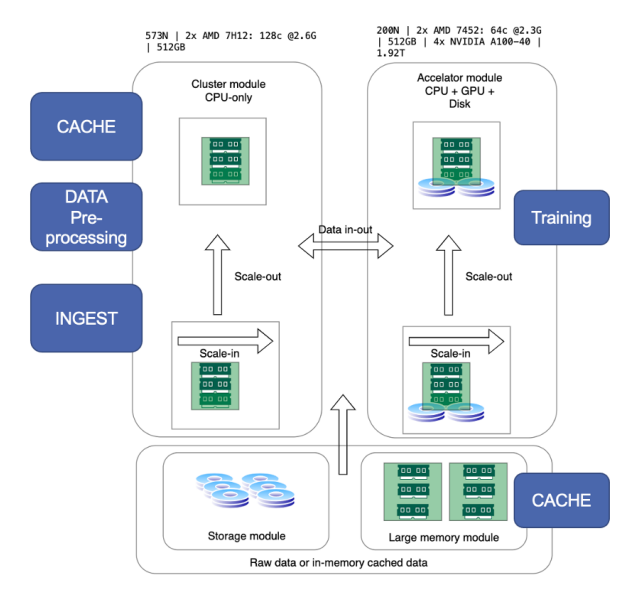 573N | 2x AMD 7H12: 128c @2.6G
| 512GB
200N | 2x AMD 7452: 64c @2.3G
| 512GB | 4x NVIDIA A100-40 |
1.92T
Cluster module
CPU-only
Accelator module
CPU + GPU +
Disk
CACHE
DATA
Pre-
processing
Training
Data in-out
Scale-out
Scale-out
INGEST
Scale-in
Scale-in
CACHE
Storage module
Large memory module
Raw data or in-memory cached data